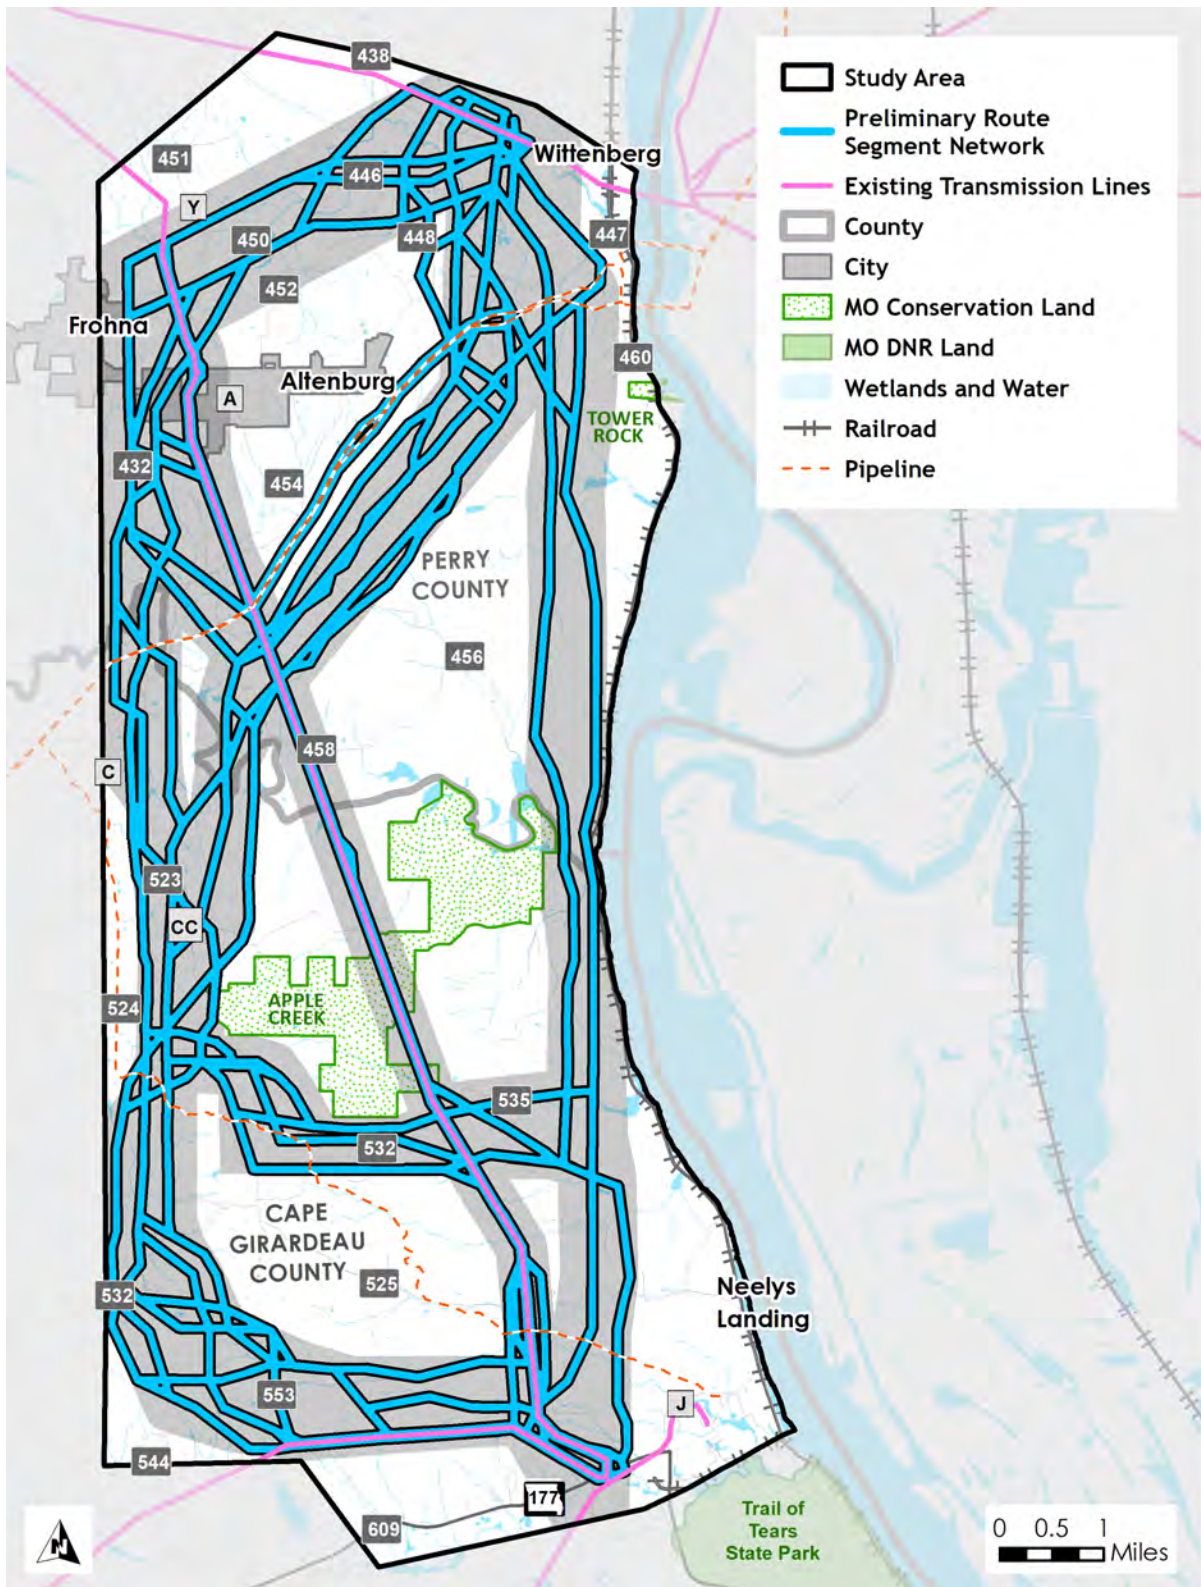 438
451
Wittenberg
446
Y
447
448
450
452
Frohna
460
Altenburg
A
TOWER
ROCK
432
454
PERRY
COUNTY
456
458
C
523
CC
APPLE
CREEK
524
535
532
CAPE
GIRARDEAU
COUNTY
525
532
Neelys
Landing
553
J
544
177
609
Trail of
Tears
State Park
N
Study Area
Preliminary Route
Segment Network
Existing Transmission Lines
County
City
MO Conservation Land
MO DNR Land
Wetlands and Water
Railroad
Pipeline
0 0.5 1
Miles